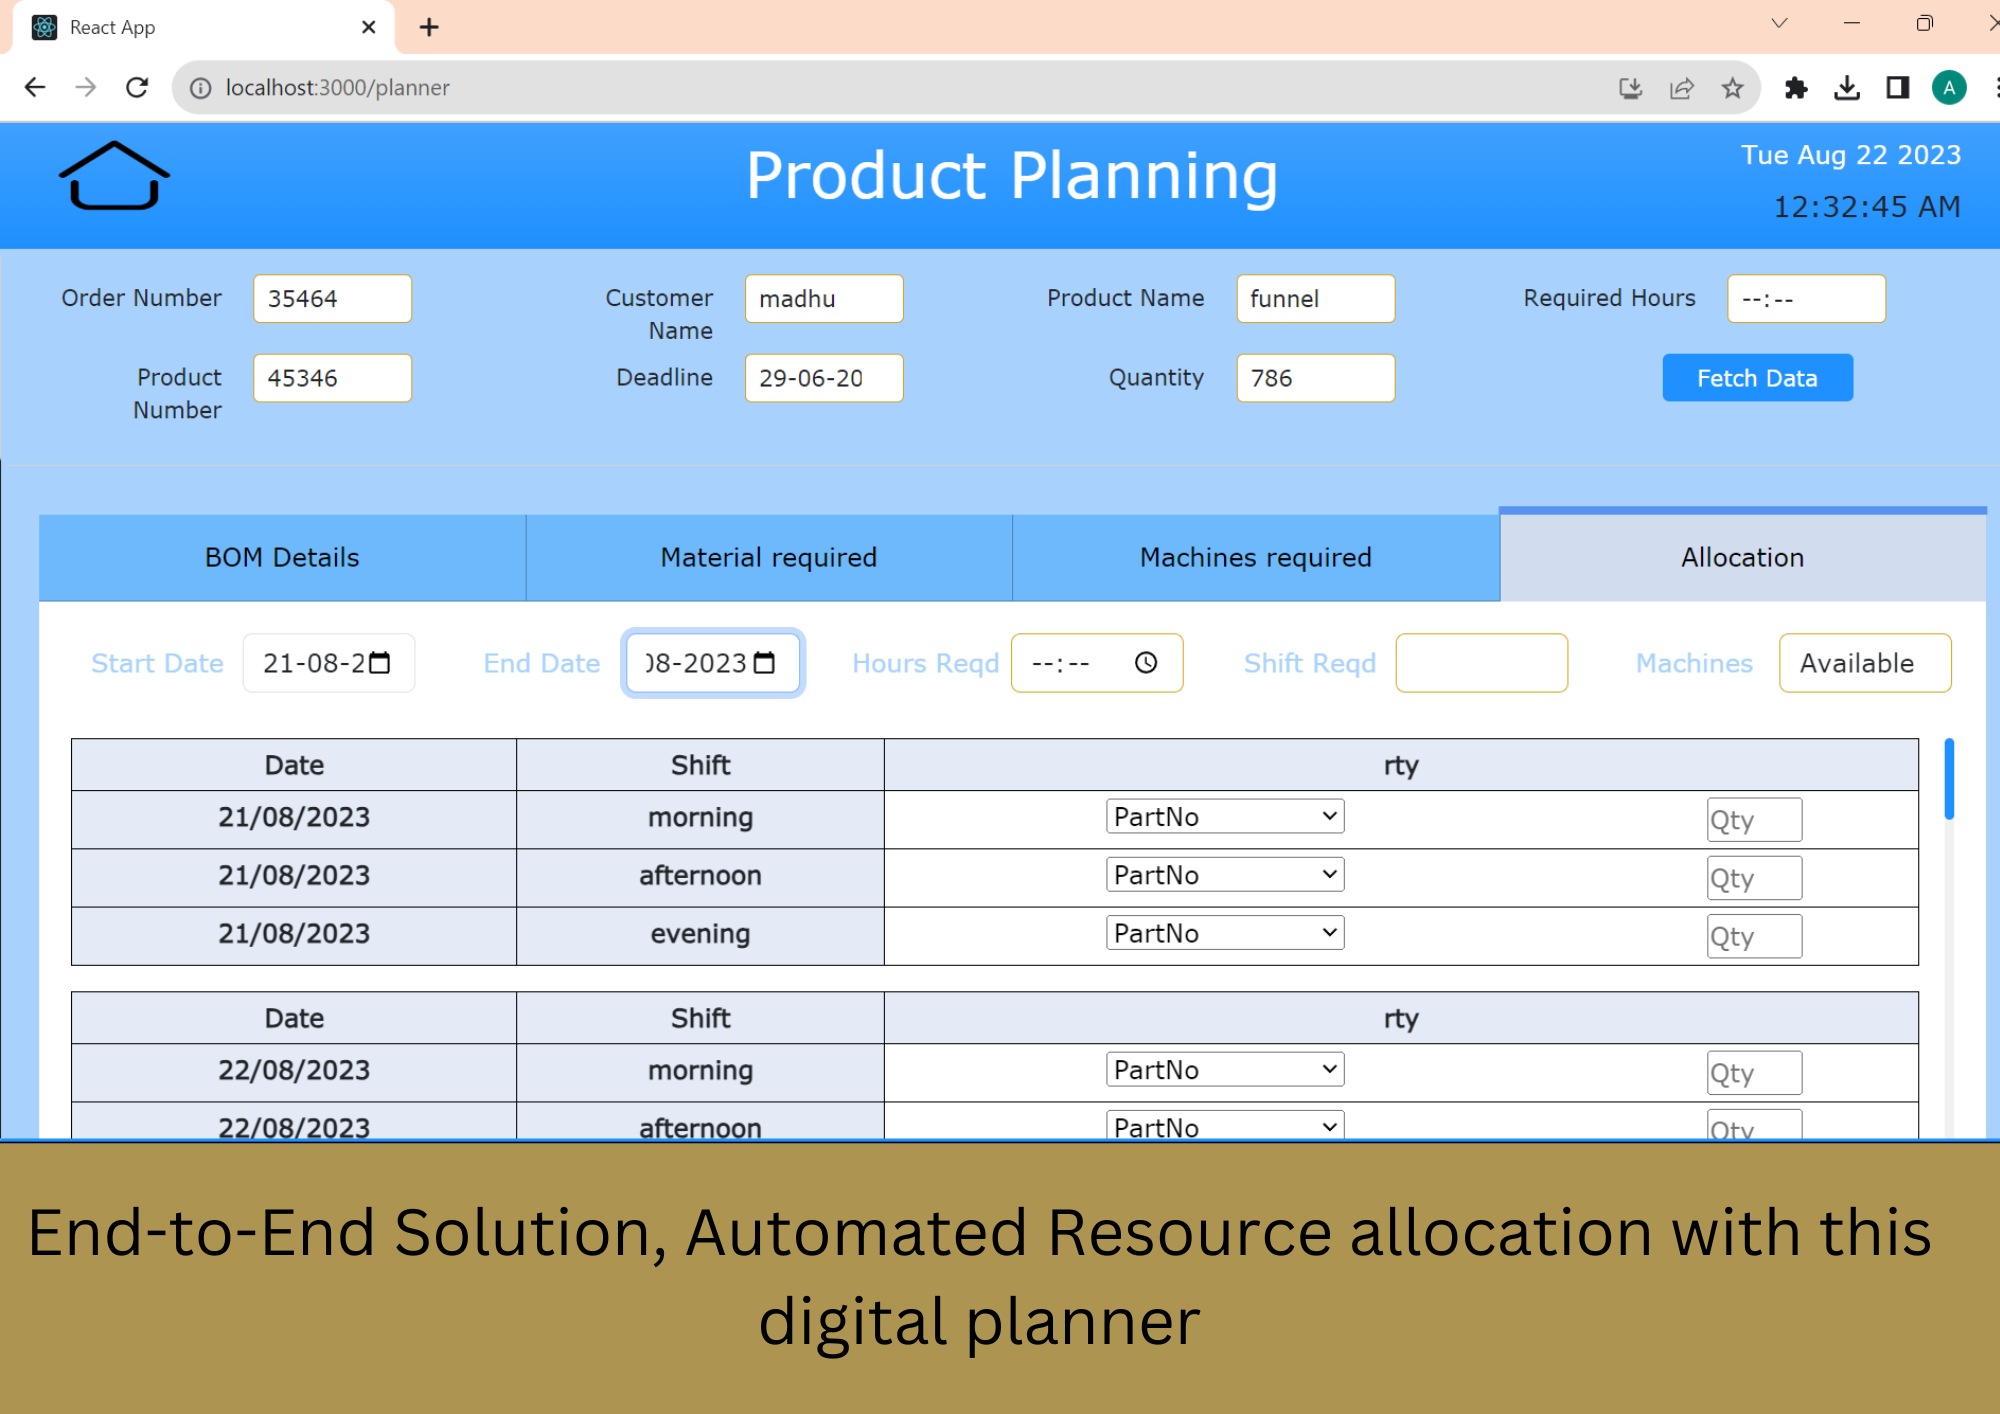 React App
localhost:3000/planner
A
Product Planning
Tue Aug 22 2023
12:32:45 AM
Order Number 35464 Customer Name madhu Product Name funnel Required Hours --:--
Product Number 45346 Deadline 29-06-20 Quantity 786 Fetch Data
BOM Details Material required Machines required Allocation
Start Date 21-08-2 End Date 08-2023 Hours Reqd --:-- Shift Reqd Machines Available
Date Shift rty
21/08/2023 morning PartNo Qty
21/08/2023 afternoon PartNo Qty
21/08/2023 evening PartNo Qty
Date Shift rty
22/08/2023 morning PartNo Qty
22/08/2023 afternoon PartNo Qty
End-to-End Solution, Automated Resource allocation with this
digital planner